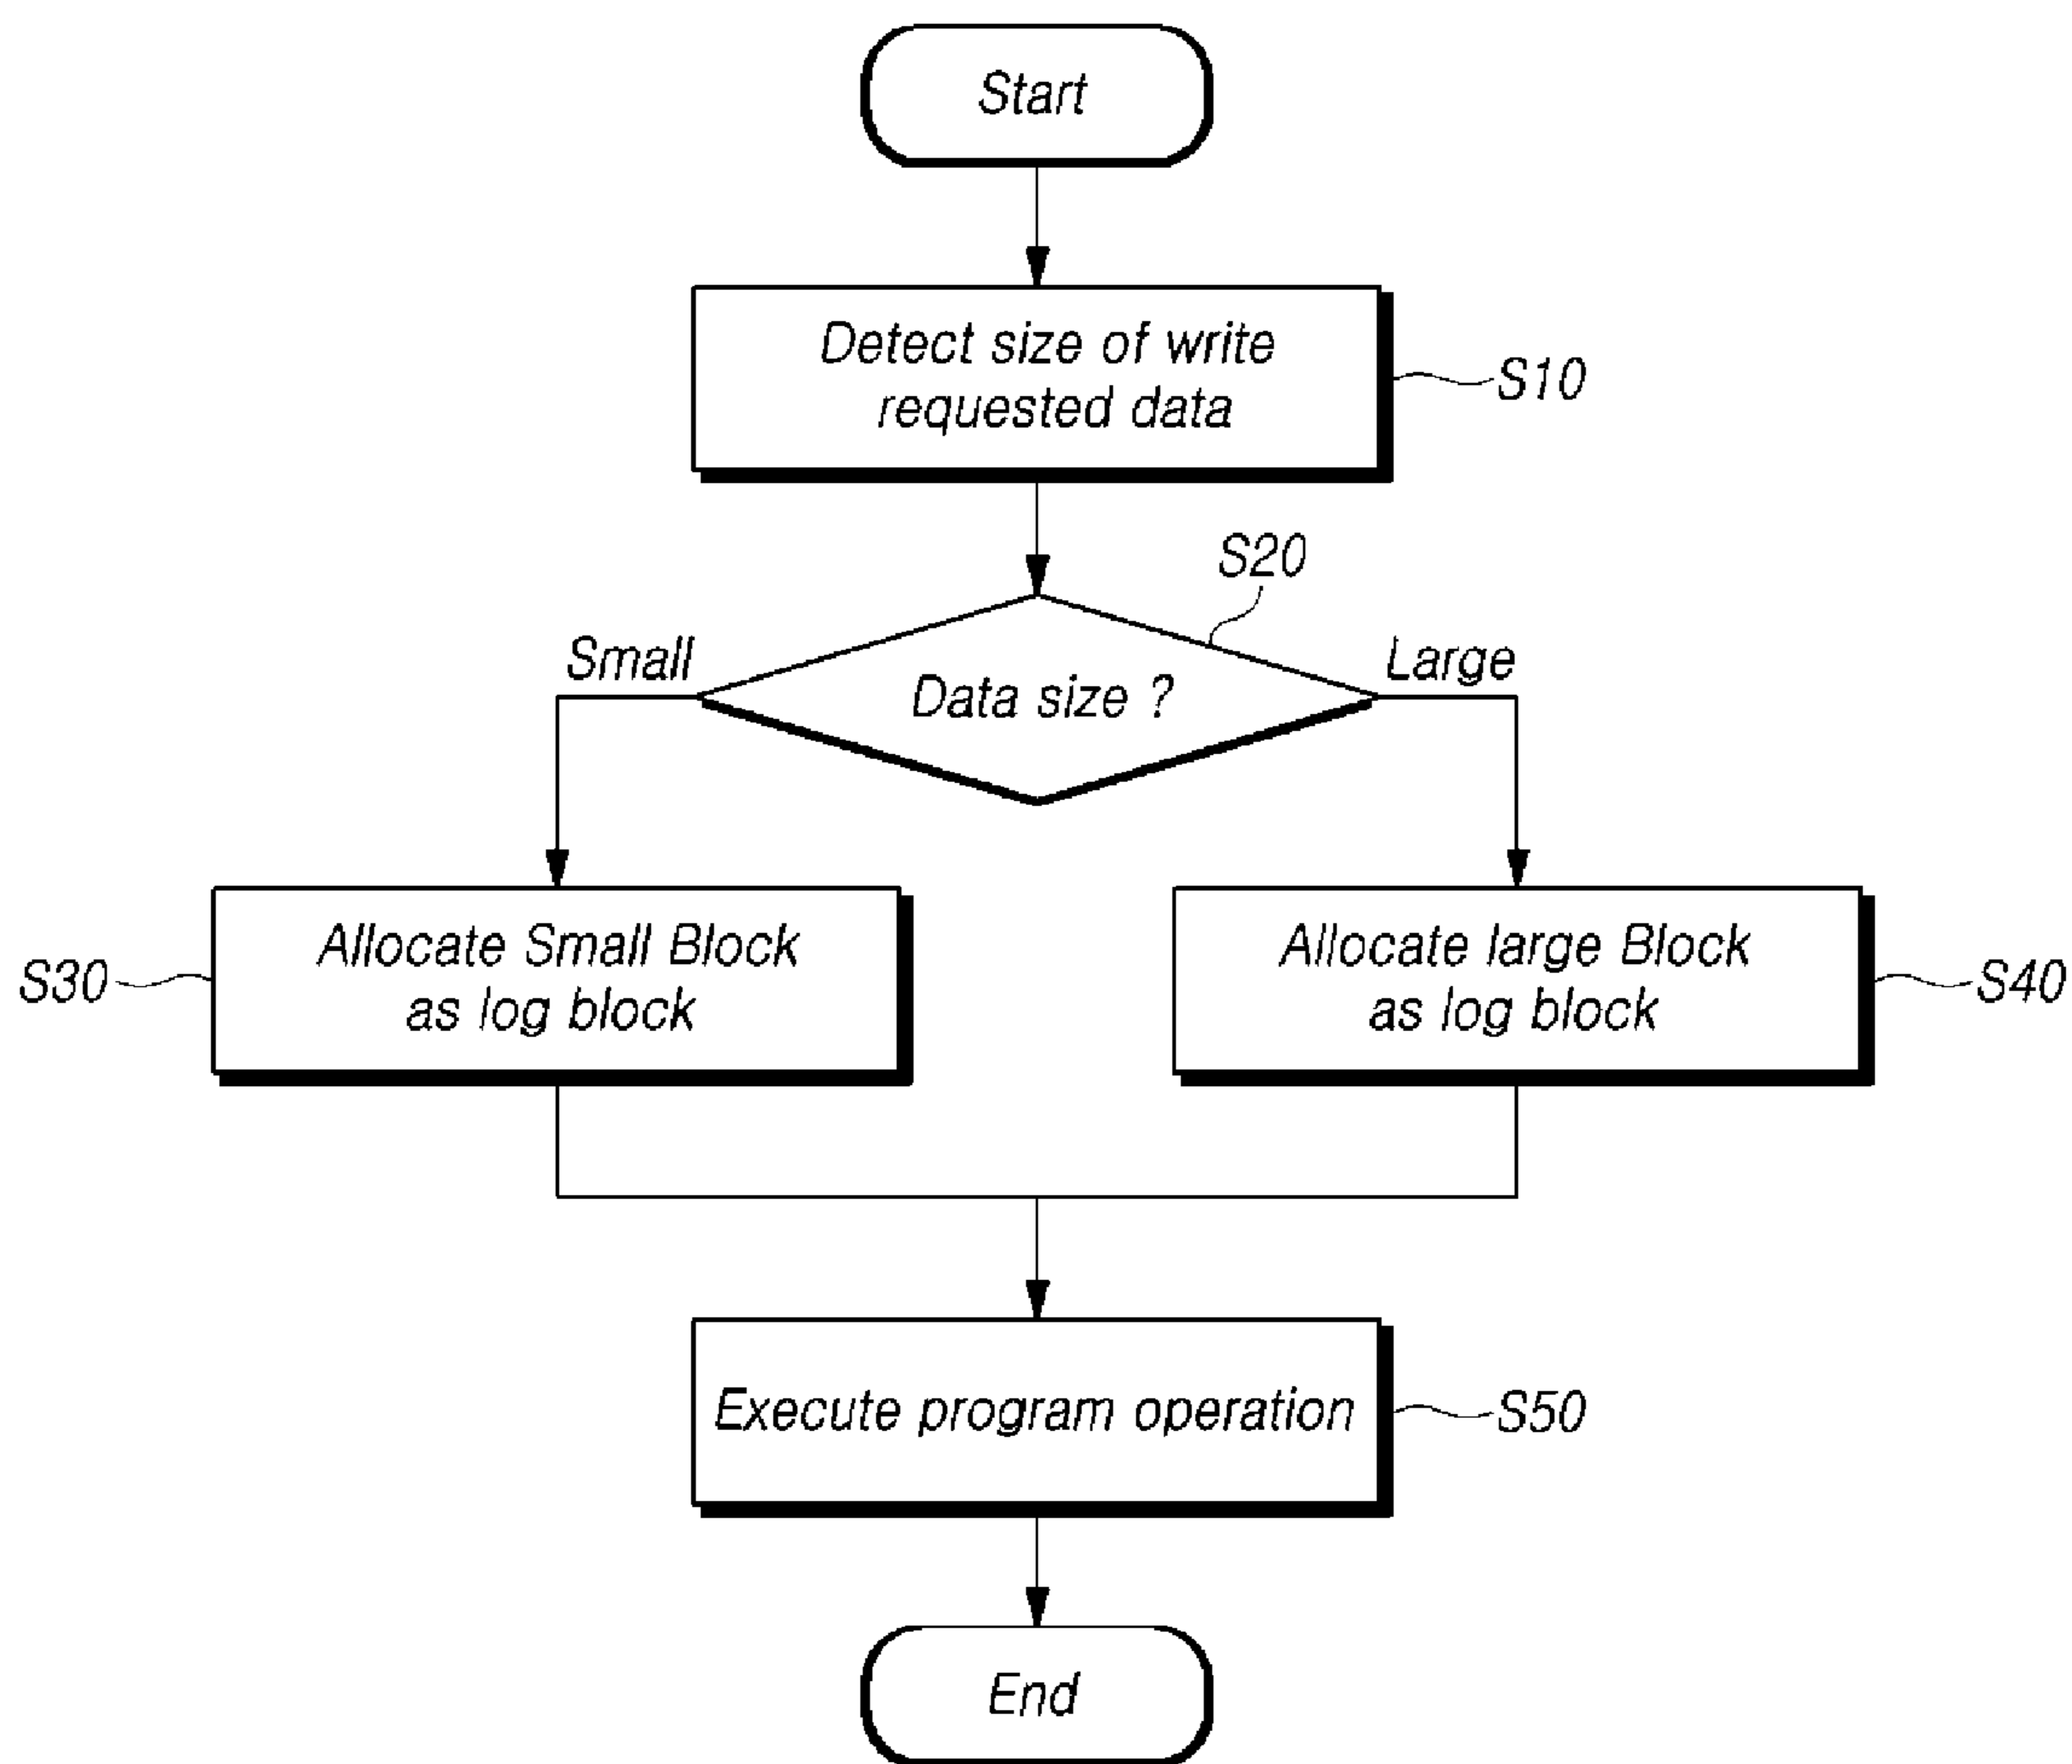 Start
Detect size of write
requested data
S10
S20
Small
Data size ?
Large
Allocate Small Block
as log block
S30
Allocate large Block
as log block
S40
Execute program operation
S50
End